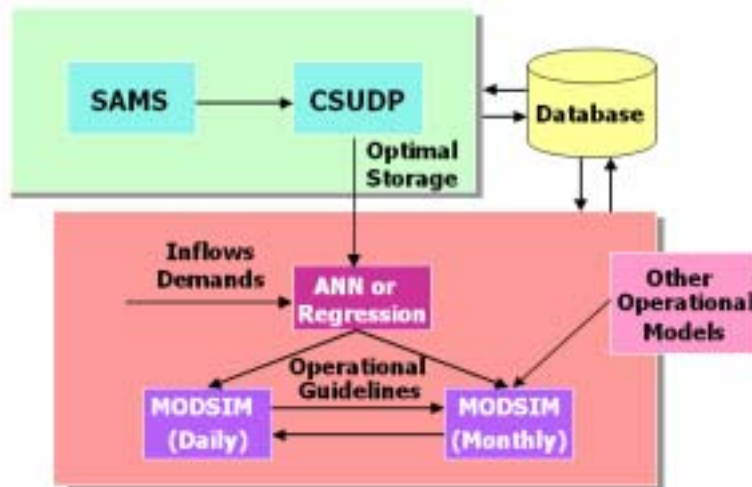 SAMS
CSUDP
Database
Optimal
Storage
Inflows
Demands
ANN or
Regression
Other
Operational
Models
Operational
Guidelines
MODSIM
(Daily)
MODSIM
(Monthly)